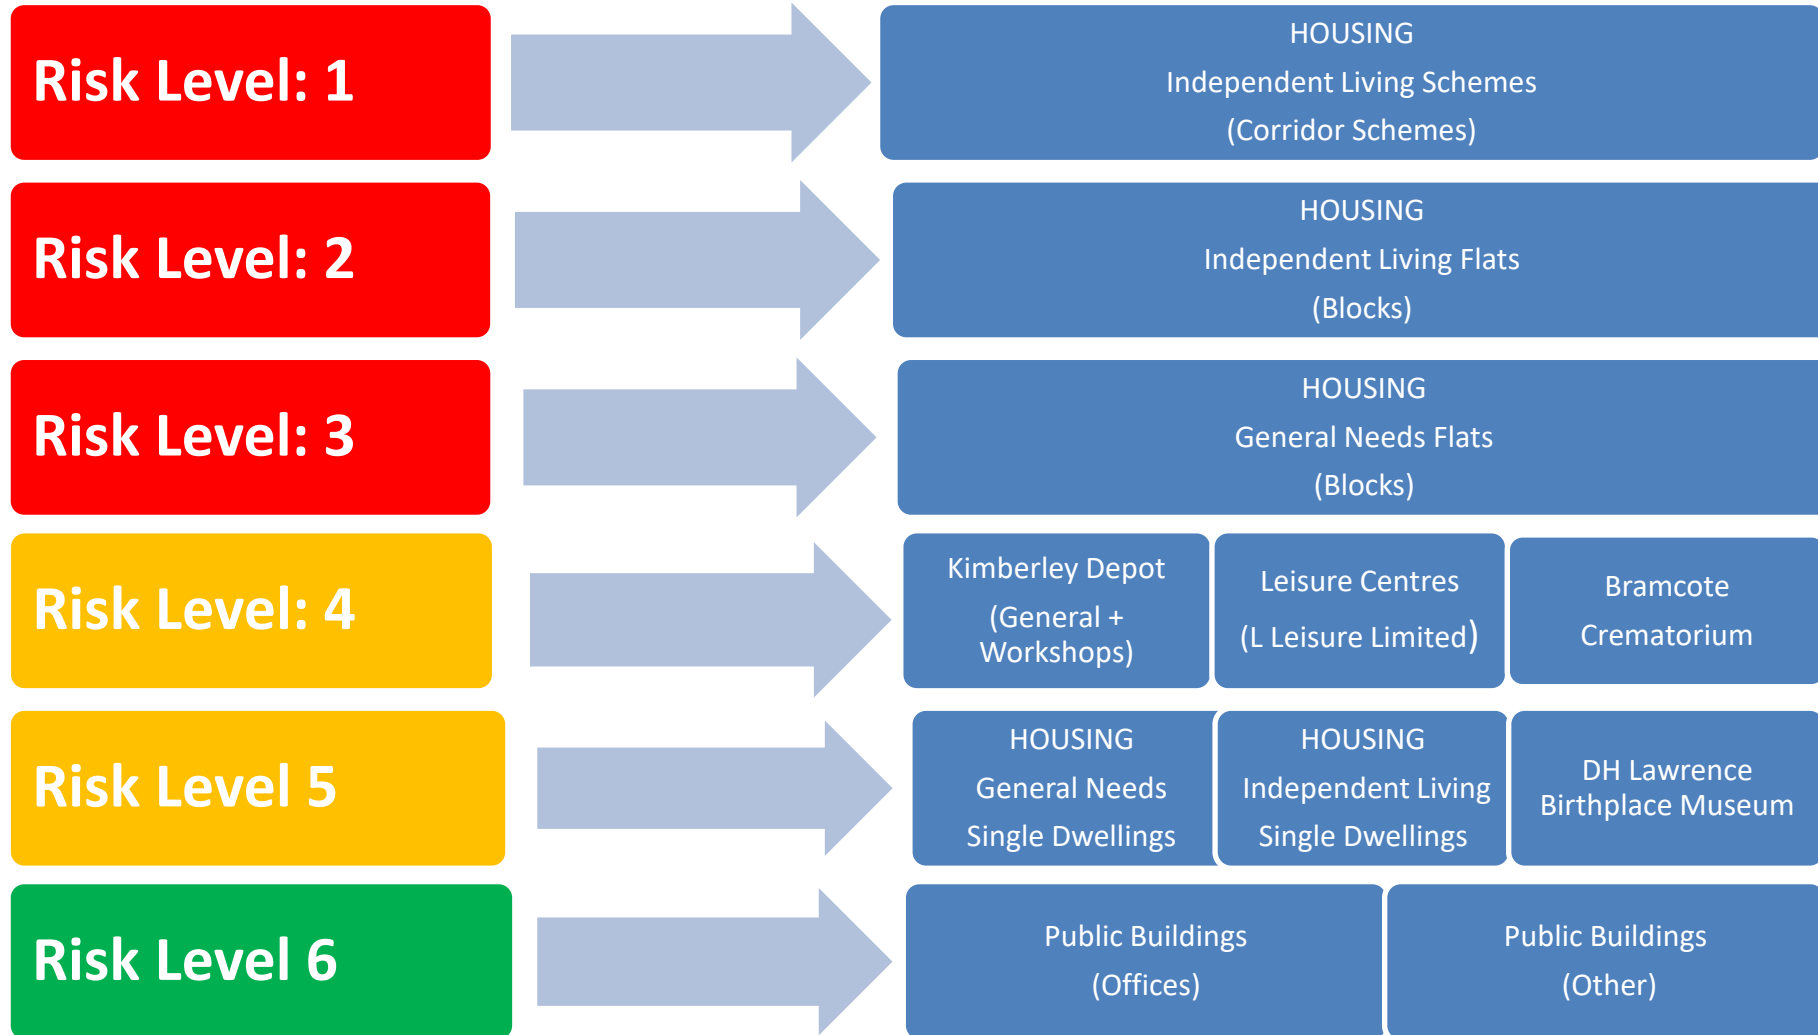 Risk Level: 1
HOUSING
Independent Living Schemes
(Corridor Schemes)
Risk Level: 2
HOUSING
Independent Living Flats
(Blocks)
Risk Level: 3
HOUSING
General Needs Flats
(Blocks)
Risk Level: 4
Kimberley Depot
(General +
Workshops)
Leisure Centres
(L Leisure Limited)
Bramcote
Crematorium
Risk Level 5
HOUSING
General Needs
Single Dwellings
HOUSING
Independent Living
Single Dwellings
DH Lawrence
Birthplace Museum
Risk Level 6
Public Buildings
(Offices)
Public Buildings
(Other)